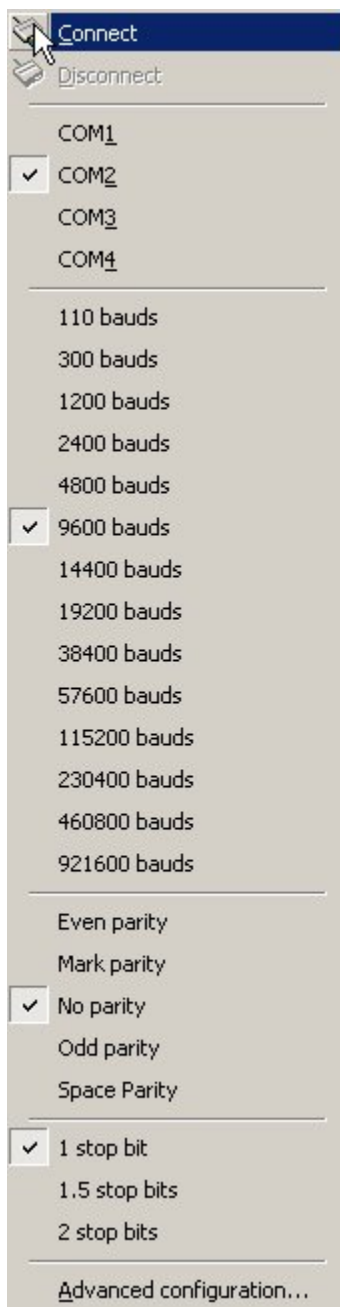 Connect
Disconnect
COM1
COM2
COM3
COM4
110 bauds
300 bauds
1200 bauds
2400 bauds
4800 bauds
9600 bauds
14400 bauds
19200 bauds
38400 bauds
57600 bauds
115200 bauds
230400 bauds
460800 bauds
921600 bauds
Even parity
Mark parity
No parity
Odd parity
Space Parity
1 stop bit
1.5 stop bits
2 stop bits
Advanced configuration...